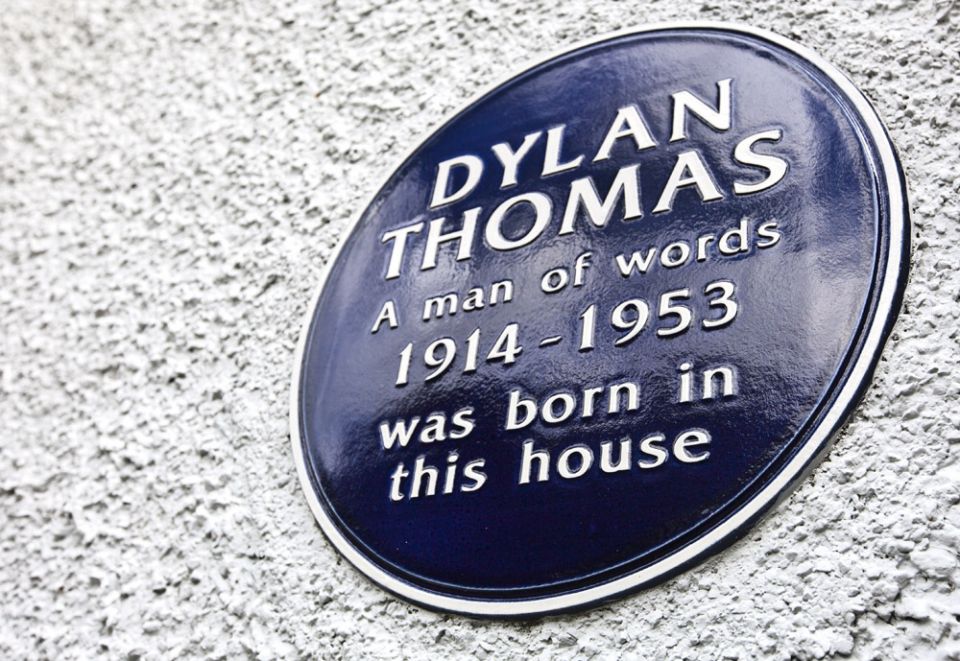 DYLAN
THOMAS
A man of words
1914-1953
was born in
this house